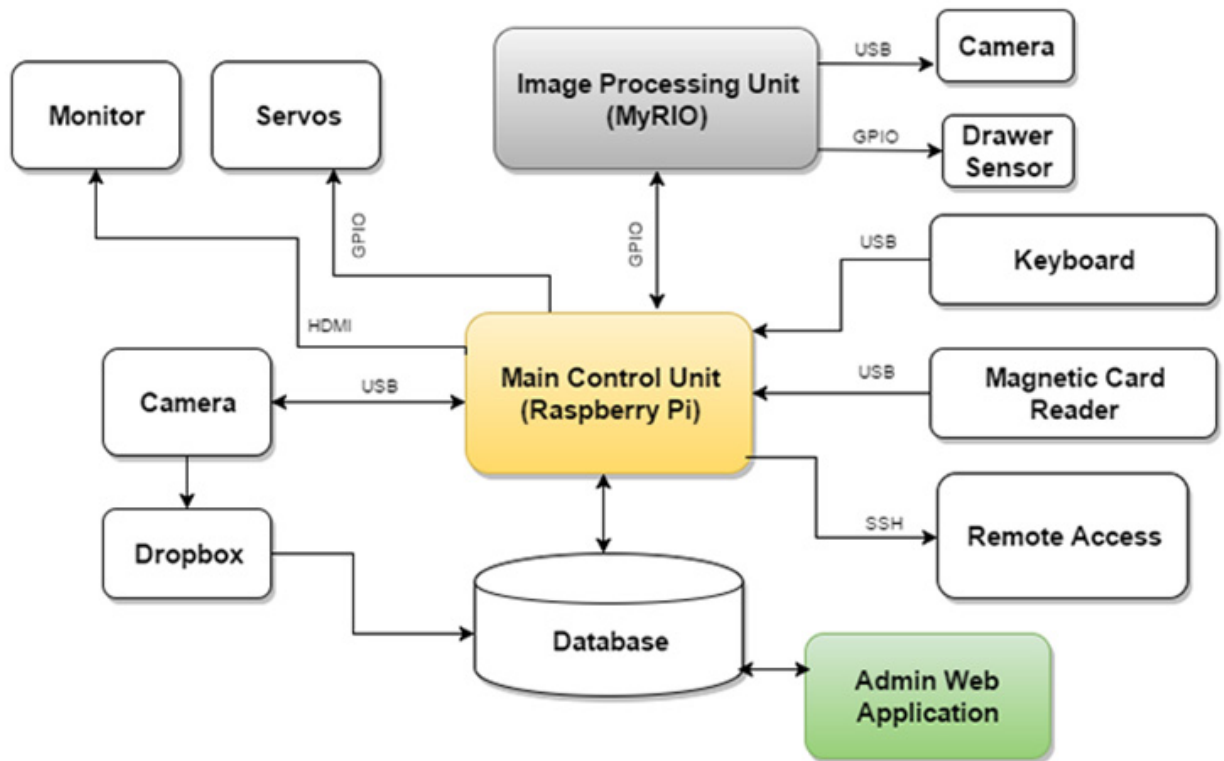 Monitor
Servos
Image Processing Unit
(MyRIO)
USB
Camera
GPIO
Drawer
Sensor
GPIO
GPIO
USB
Keyboard
HDMI
Main Control Unit
(Raspberry Pi)
Camera
USB
USB
Magnetic Card
Reader
Dropbox
SSH
Remote Access
Database
Admin Web
Application